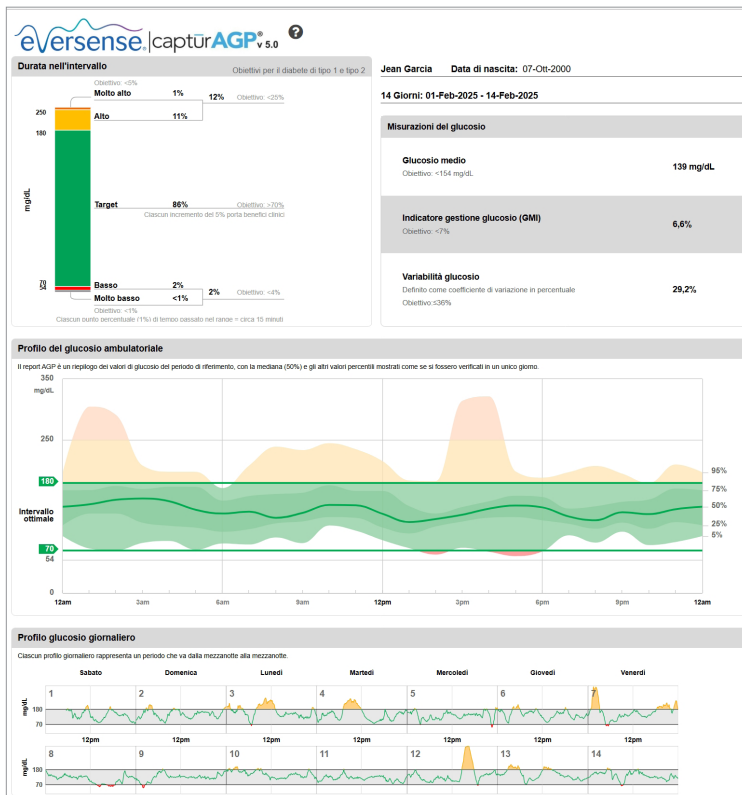 eversense. | captūrAGP® v 5.0 ?
Durata nell'intervallo
Obiettivi per il diabete di tipo 1 e tipo 2
Obiettivo: <5%
Molto alto 1%
12% Obiettivo: <25%
Alto 11%
250
180
mg/dL
Target 86% Obiettivo: >70%
Ciascun incremento del 5% porta benefici clinici
70
54
Basso 2%
2% Obiettivo: <4%
Molto basso <1%
Obiettivo: <1%
Ciascun punto percentuale (1%) di tempo passato nel range = circa 15 minuti
Jean Garcia Data di nascita: 07-Ott-2000
14 Giorni: 01-Feb-2025 - 14-Feb-2025
Misurazioni del glucosio
Glucosio medio
Obiettivo: <154 mg/dL
139 mg/dL
Indicatore gestione glucosio (GMI)
Obiettivo: <7%
6,6%
Variabilità glucosio
Definito come coefficiente di variazione in percentuale
Obiettivo:≤36%
29,2%
Profilo del glucosio ambulatoriale
Il report AGP è un riepilogo dei valori di glucosio del periodo di riferimento, con la mediana (50%) e gli altri valori percentili mostrati come se si fossero verificati in un unico giorno.
350
mg/dL
250
180
Intervallo
ottimale
70
54
0
95%
75%
50%
25%
5%
12am 3am 6am 9am 12pm 3pm 6pm 9pm 12am
Profilo glucosio giornaliero
Ciascun profilo giornaliero rappresenta un periodo che va dalla mezzanotte alla mezzanotte.
Sabato Domenica Lunedì Martedì Mercoledì Giovedì Venerdì
1 2 3 4 5 6 7
mg/dL
180
70
12pm 12pm 12pm 12pm 12pm 12pm 12pm
8 9 10 11 12 13 14
mg/dL
180
70